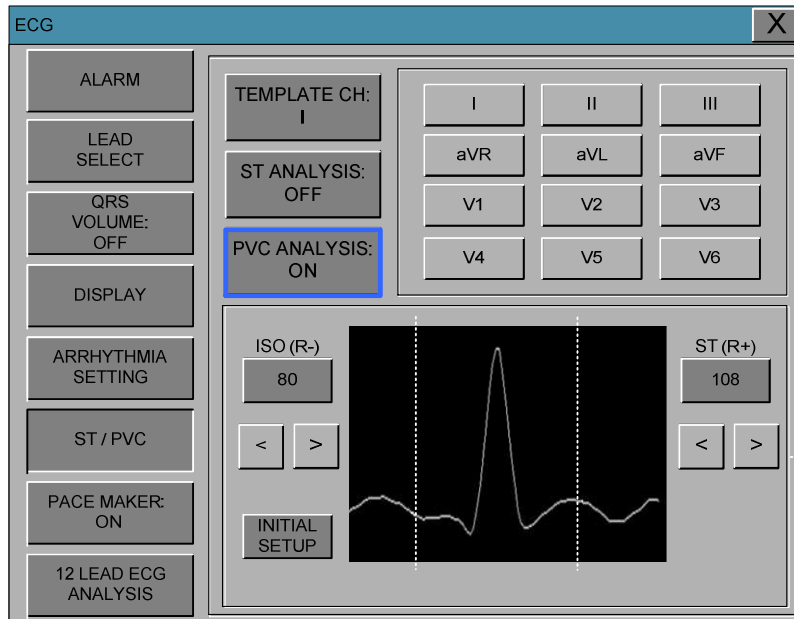 ECG
X
ALARM
LEAD
SELECT
QRS
VOLUME:
OFF
DISPLAY
ARRHYTHMIA
SETTING
ST / PVC
PACE MAKER:
ON
12 LEAD ECG
ANALYSIS
TEMPLATE CH:
I
ST ANALYSIS:
OFF
PVC ANALYSIS:
ON
I II III
aVR aVL aVF
V1 V2 V3
V4 V5 V6
ISO (R-)
80
< >
INITIAL
SETUP
ST (R+)
108
< >